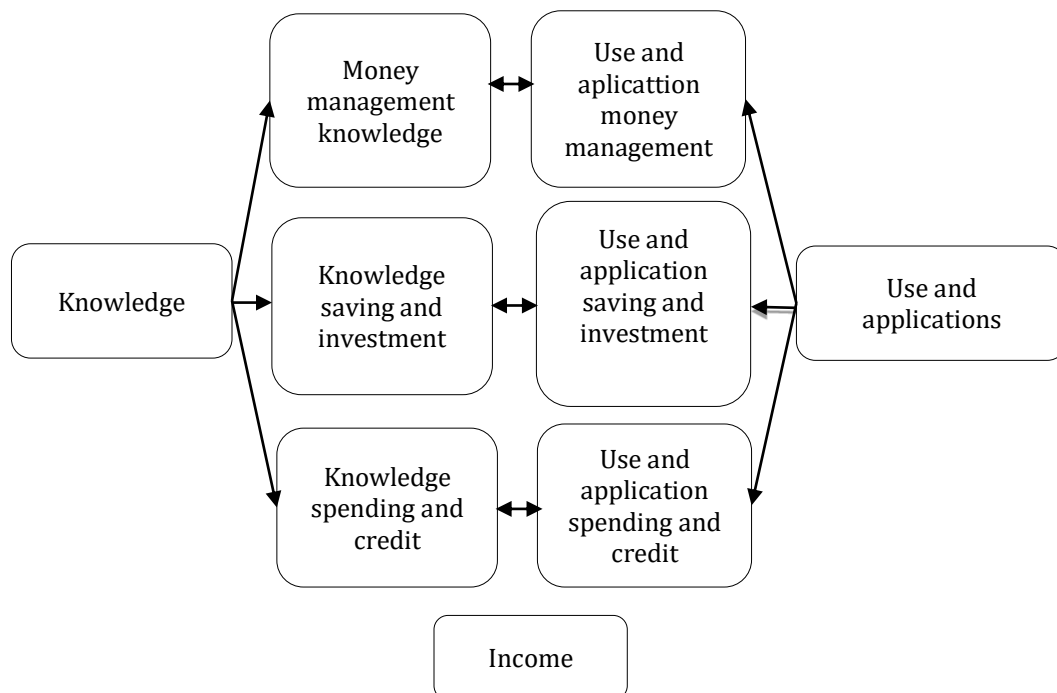 Money
management
knowledge
Use and
aplicattion
money
management
Knowledge
Knowledge
saving and
investment
Use and
application
saving and
investment
Use and
applications
Knowledge
spending and
credit
Use and
application
spending and
credit
Income